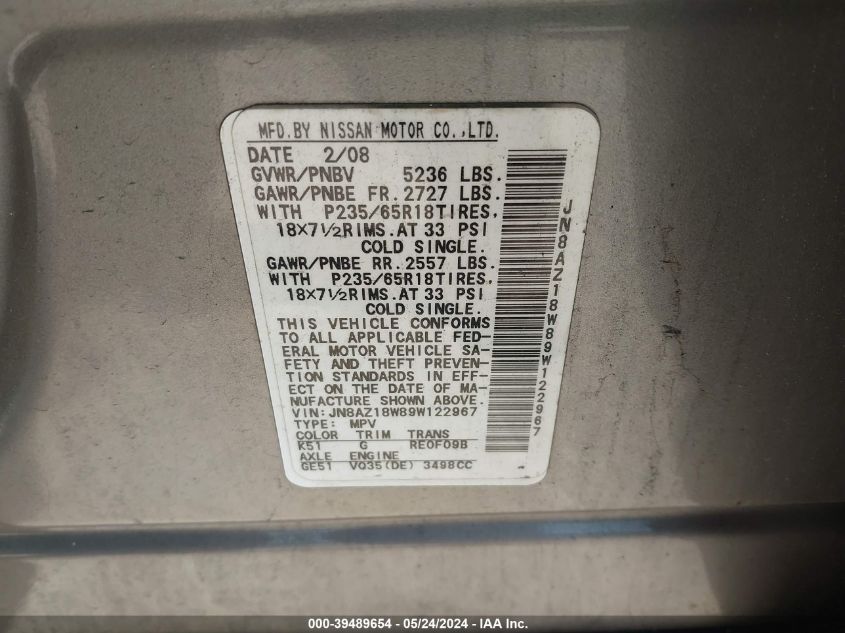 MFD.BY NISSAN MOTOR CO.,LTD.
DATE 2/08
GVWR/PNBV 5236 LBS.
GAWR/PNBE FR. 2727 LBS.
WITH P235/65R18TIRES,
18×7½RIMS.AT 33 PSI
COLD SINGLE.
GAWR/PNBE RR. 2557 LBS.
WITH P235/65R18TIRES,
18×7½RIMS.AT 33 PSI
COLD SINGLE.
THIS VEHICLE CONFORMS
TO ALL APPLICABLE FED-
ERAL MOTOR VEHICLE SA-
FETY AND THEFT PREVEN-
TION STANDARDS IN EFF-
ECT ON THE DATE OF MA-
NUFACTURE SHOWN ABOVE.
VIN: JN8AZ18W89W122967
TYPE: MPV
COLOR TRIM TRANS
K51 G RE0F09B
AXLE ENGINE
GE51 VQ35(DE) 3498CC
JN8AZ18W89W122967
000-39489654 - 05/24/2024 - IAA Inc.